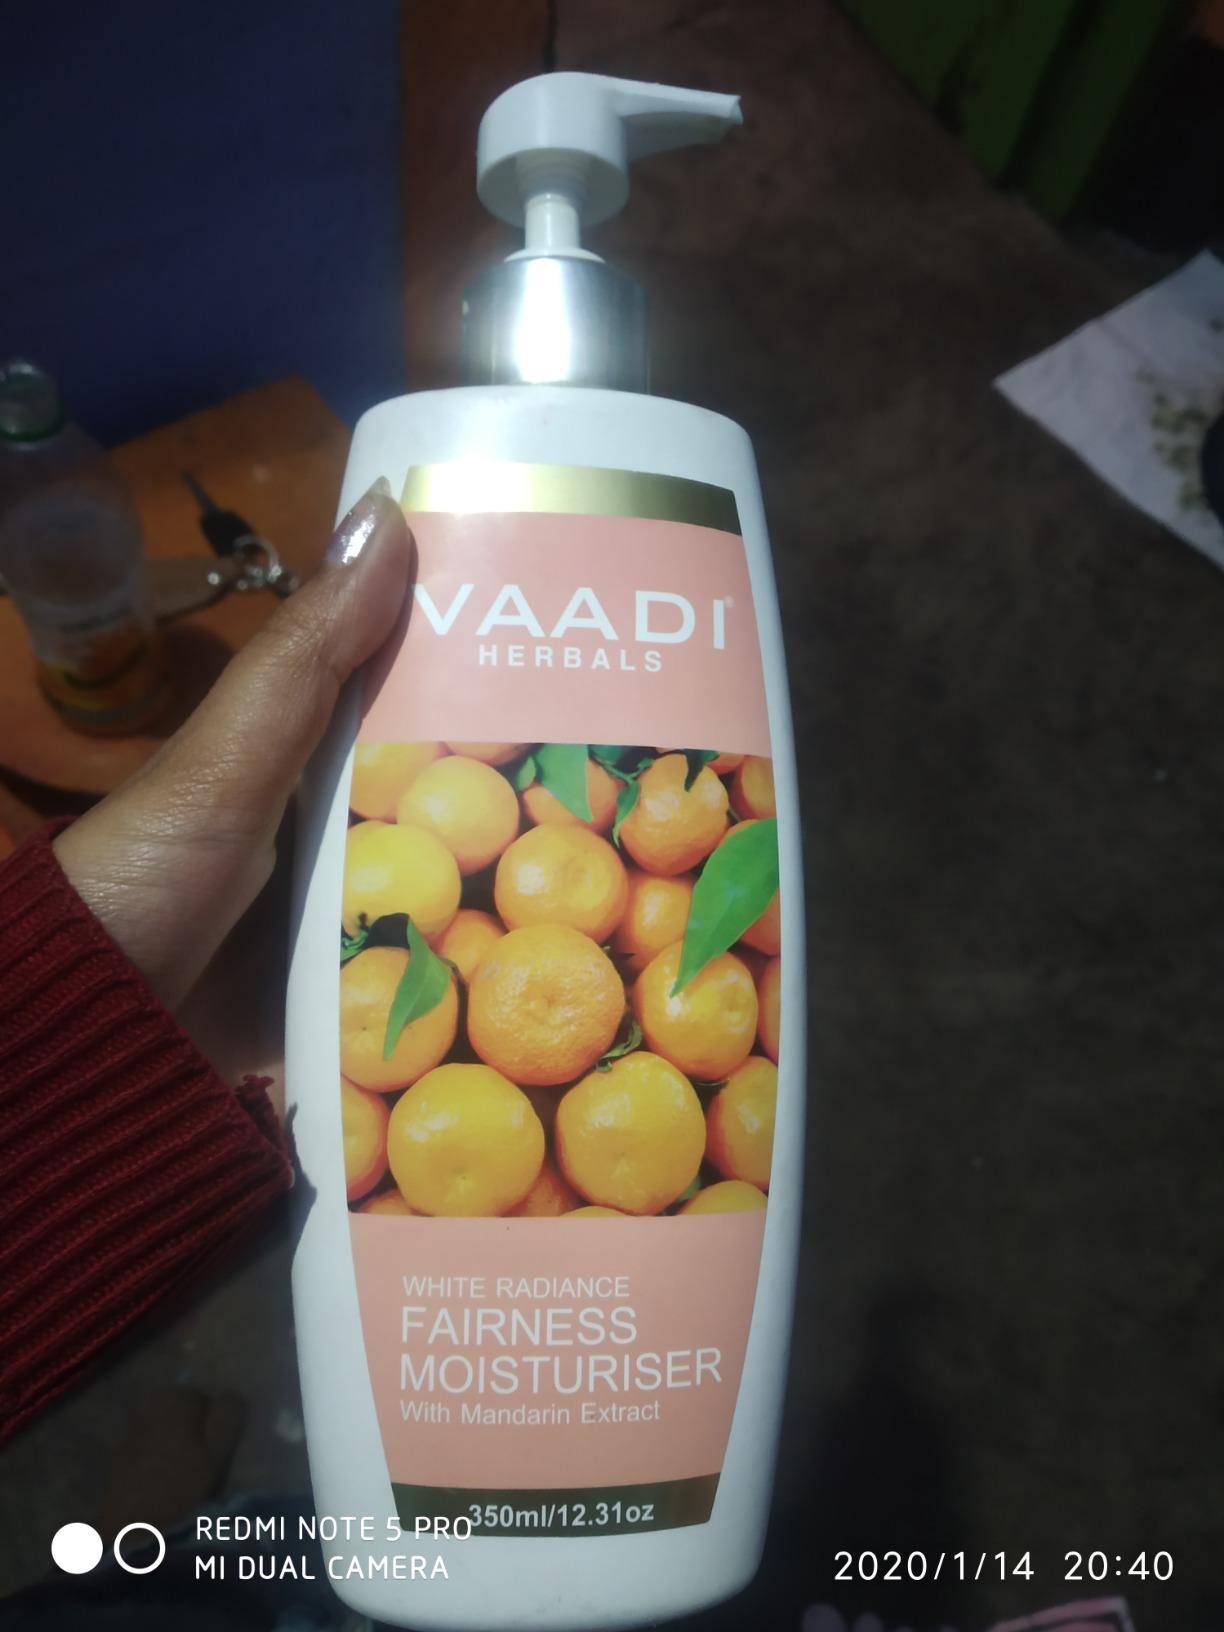 VAADI®
HERBALS
WHITE RADIANCE
FAIRNESS
MOISTURISER
With Mandarin Extract
350ml/12.31oz
REDMI NOTE 5 PRO
MI DUAL CAMERA
2020/1/14 20:40